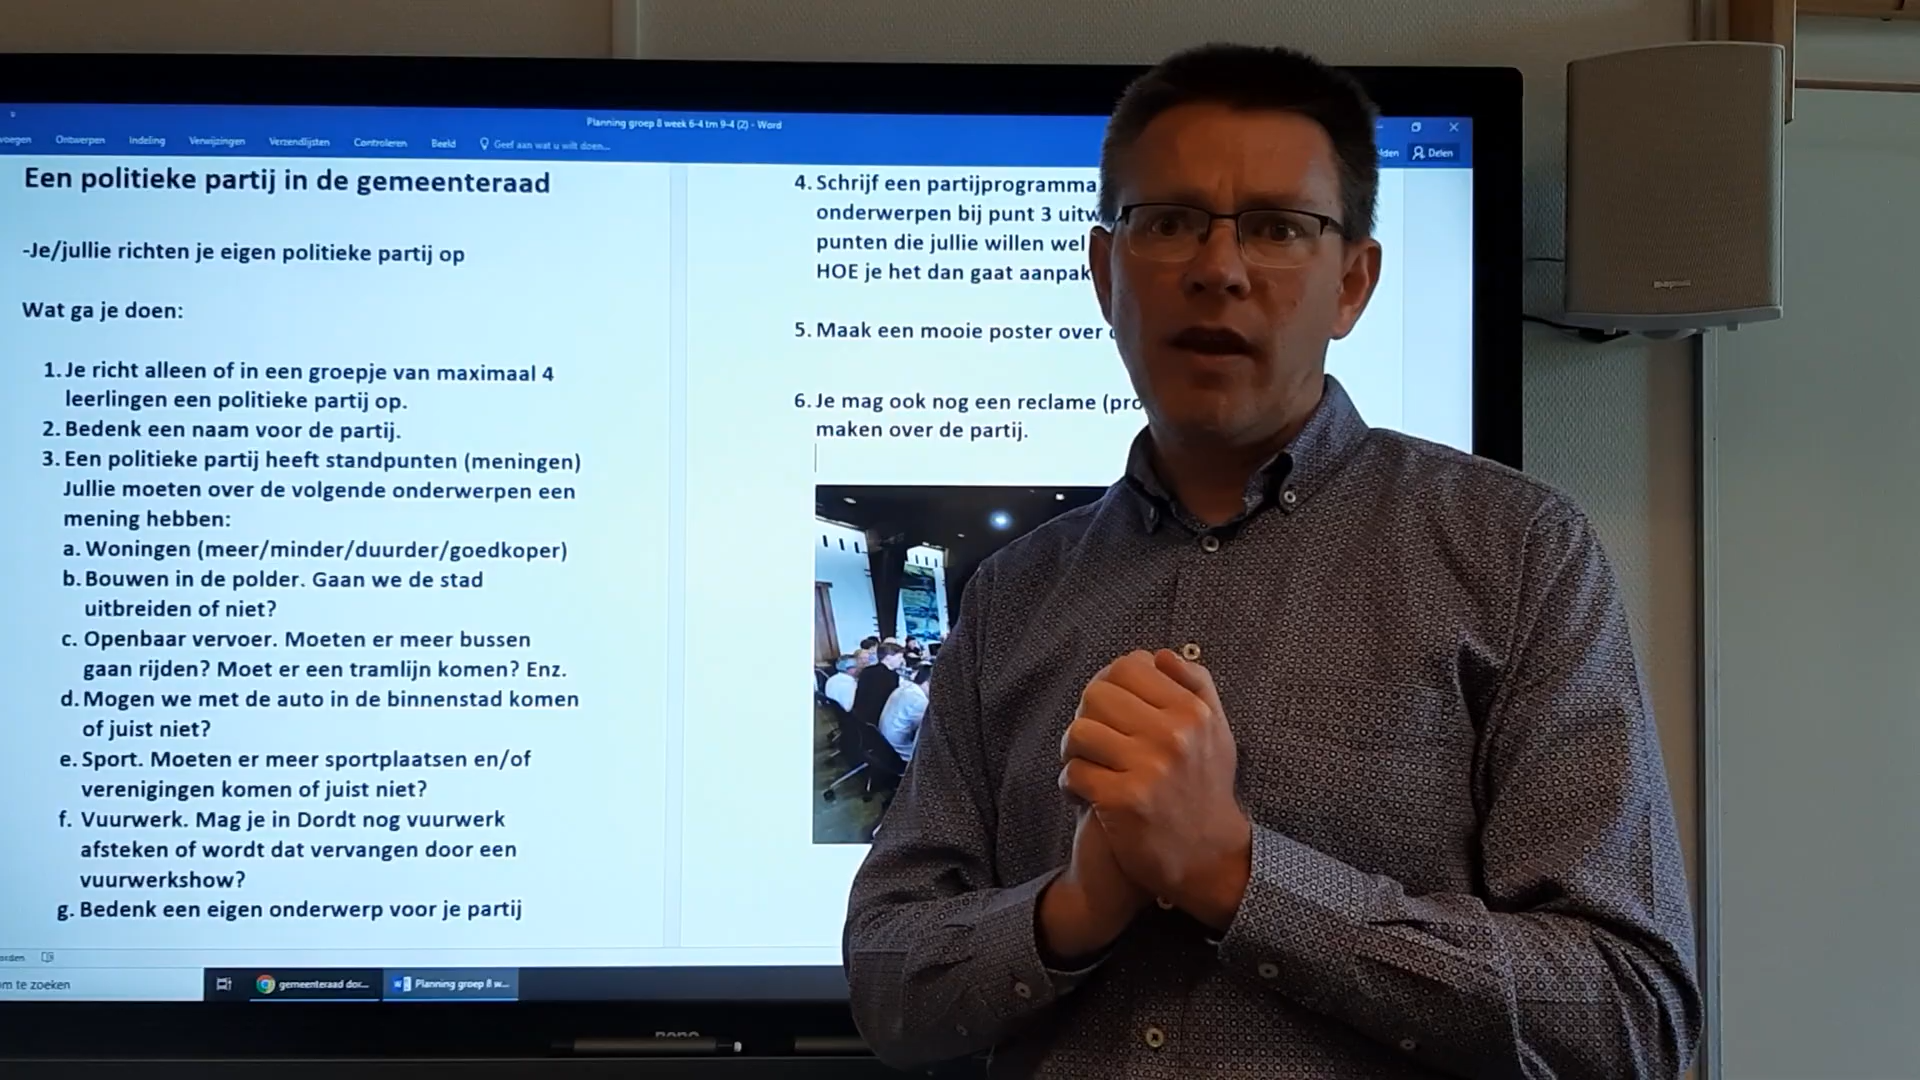 Planning groep 8 week 6-4 tm 9-4 (2) - Word
voegen Ontwerpen Indeling Verwijzingen Verzendlijsten Controleren Beeld Geef aan wat u wilt doen... Delen
Een politieke partij in de gemeenteraad
-Je/jullie richten je eigen politieke partij op
Wat ga je doen:
1. Je richt alleen of in een groepje van maximaal 4
leerlingen een politieke partij op.
2. Bedenk een naam voor de partij.
3. Een politieke partij heeft standpunten (meningen)
Jullie moeten over de volgende onderwerpen een
mening hebben:
a. Woningen (meer/minder/duurder/goedkoper)
b. Bouwen in de polder. Gaan we de stad
uitbreiden of niet?
c. Openbaar vervoer. Moeten er meer bussen
gaan rijden? Moet er een tramlijn komen? Enz.
d. Mogen we met de auto in de binnenstad komen
of juist niet?
e. Sport. Moeten er meer sportplaatsen en/of
verenigingen komen of juist niet?
f. Vuurwerk. Mag je in Dordt nog vuurwerk
afsteken of wordt dat vervangen door een
vuurwerkshow?
g. Bedenk een eigen onderwerp voor je partij
4. Schrijf een partijprogramma
onderwerpen bij punt 3 uitw
punten die jullie willen wel
HOE je het dan gaat aanpak
5. Maak een mooie poster over
6. Je mag ook nog een reclame (pro
maken over de partij.
om te zoeken
gemeenteraad dor...
Planning groep 8 w...